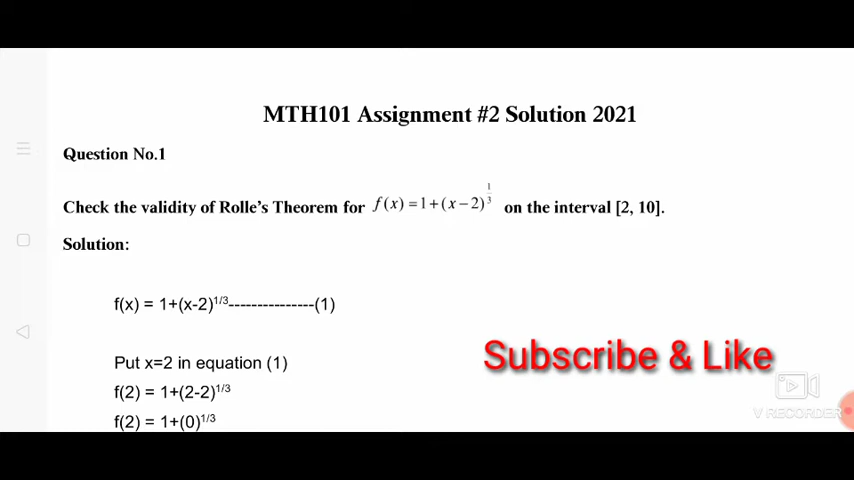 MTH101 Assignment #2 Solution 2021
Question No.1
Check the validity of Rolle's Theorem for f(x)=1+(x−2)^(1/3) on the interval [2, 10].
Solution:
f(x) = 1+(x-2)^1/3---------------(1)
Put x=2 in equation (1)
Subscribe & Like
f(2) = 1+(2-2)^1/3
V RECORDER
f(2) = 1+(0)^1/3